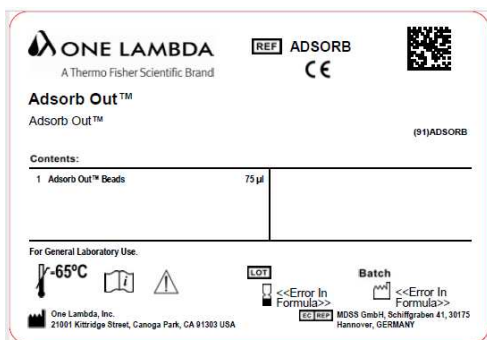 ONE LAMBDA
A Thermo Fisher Scientific Brand
REF ADSORB
CE
Adsorb Out™
Adsorb Out™
(91)ADSORB
Contents:
1 Adsorb Out™ Beads 75 µl
For General Laboratory Use.
-65ºC
LOT
Batch
<<Error In
Formula>>
<<Error In
Formula>>
One Lambda, Inc.
21001 Kittridge Street, Canoga Park, CA 91303 USA
EC REP MDSS GmbH, Schiffgraben 41, 30175
Hannover, GERMANY